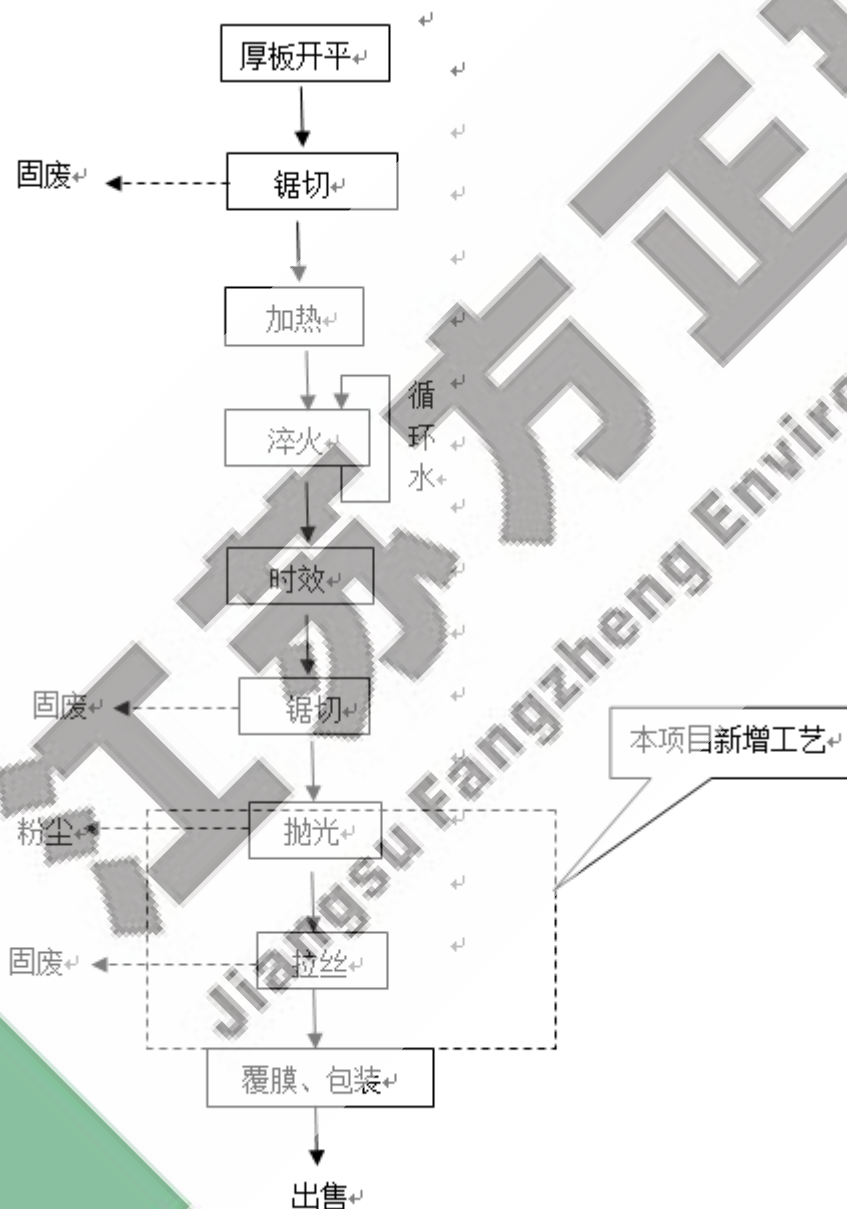 厚板开平
固废
锯切
加热
淬火
循
环
水
时效
固废
锯切
本项目新增工艺
粉尘
抛光
固废
拉丝
覆膜、包装
出售
江苏方正
Jiangsu Fangzheng Enviro